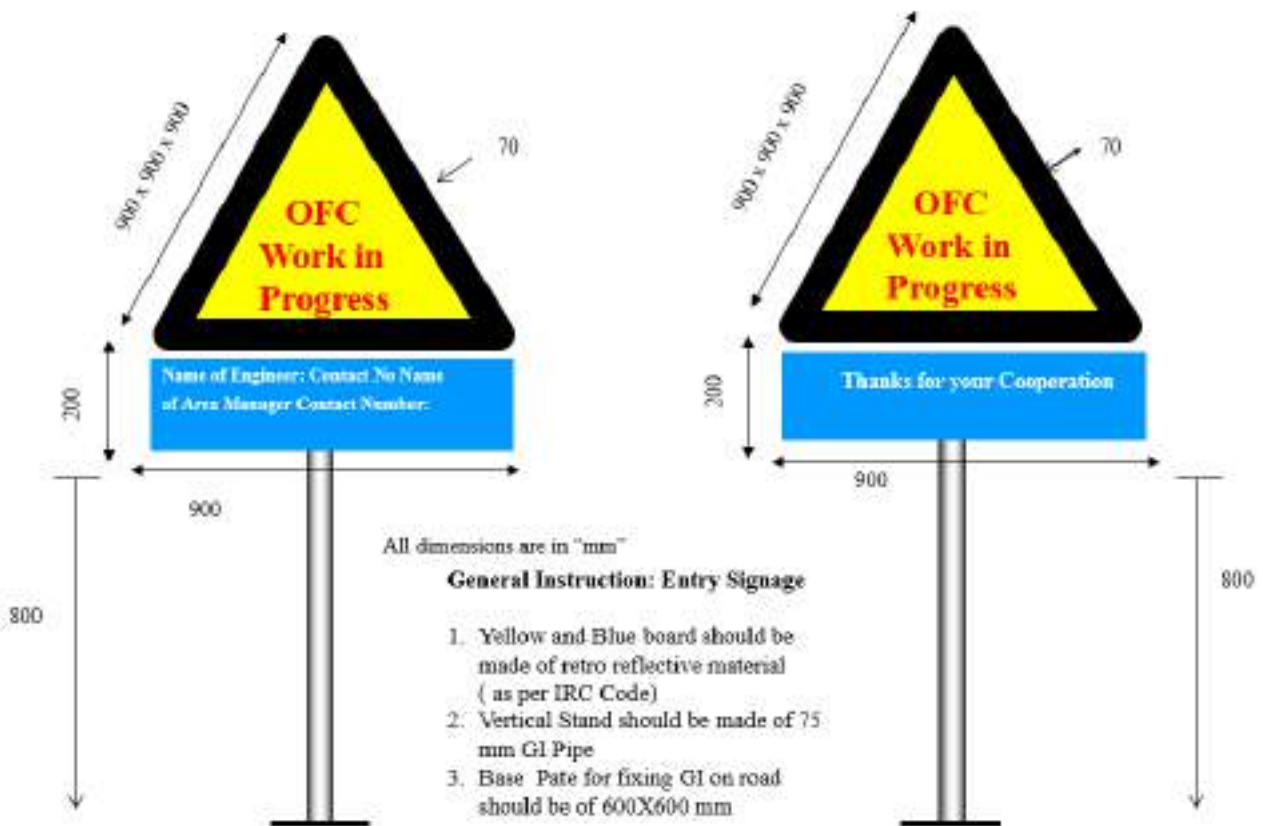 900 x 900 x 900
70
OFC
Work in
Progress
200
Name of Engineer: Contact No Name
of Area Manager Contact Number:
900
800
900 x 900 x 900
70
OFC
Work in
Progress
200
Thanks for your Cooperation
900
800
All dimensions are in "mm"
General Instruction: Entry Signage
1. Yellow and Blue board should be
made of retro reflective material
( as per IRC Code)
2. Vertical Stand should be made of 75
mm GI Pipe
3. Base Pate for fixing GI on road
should be of 600X600 mm